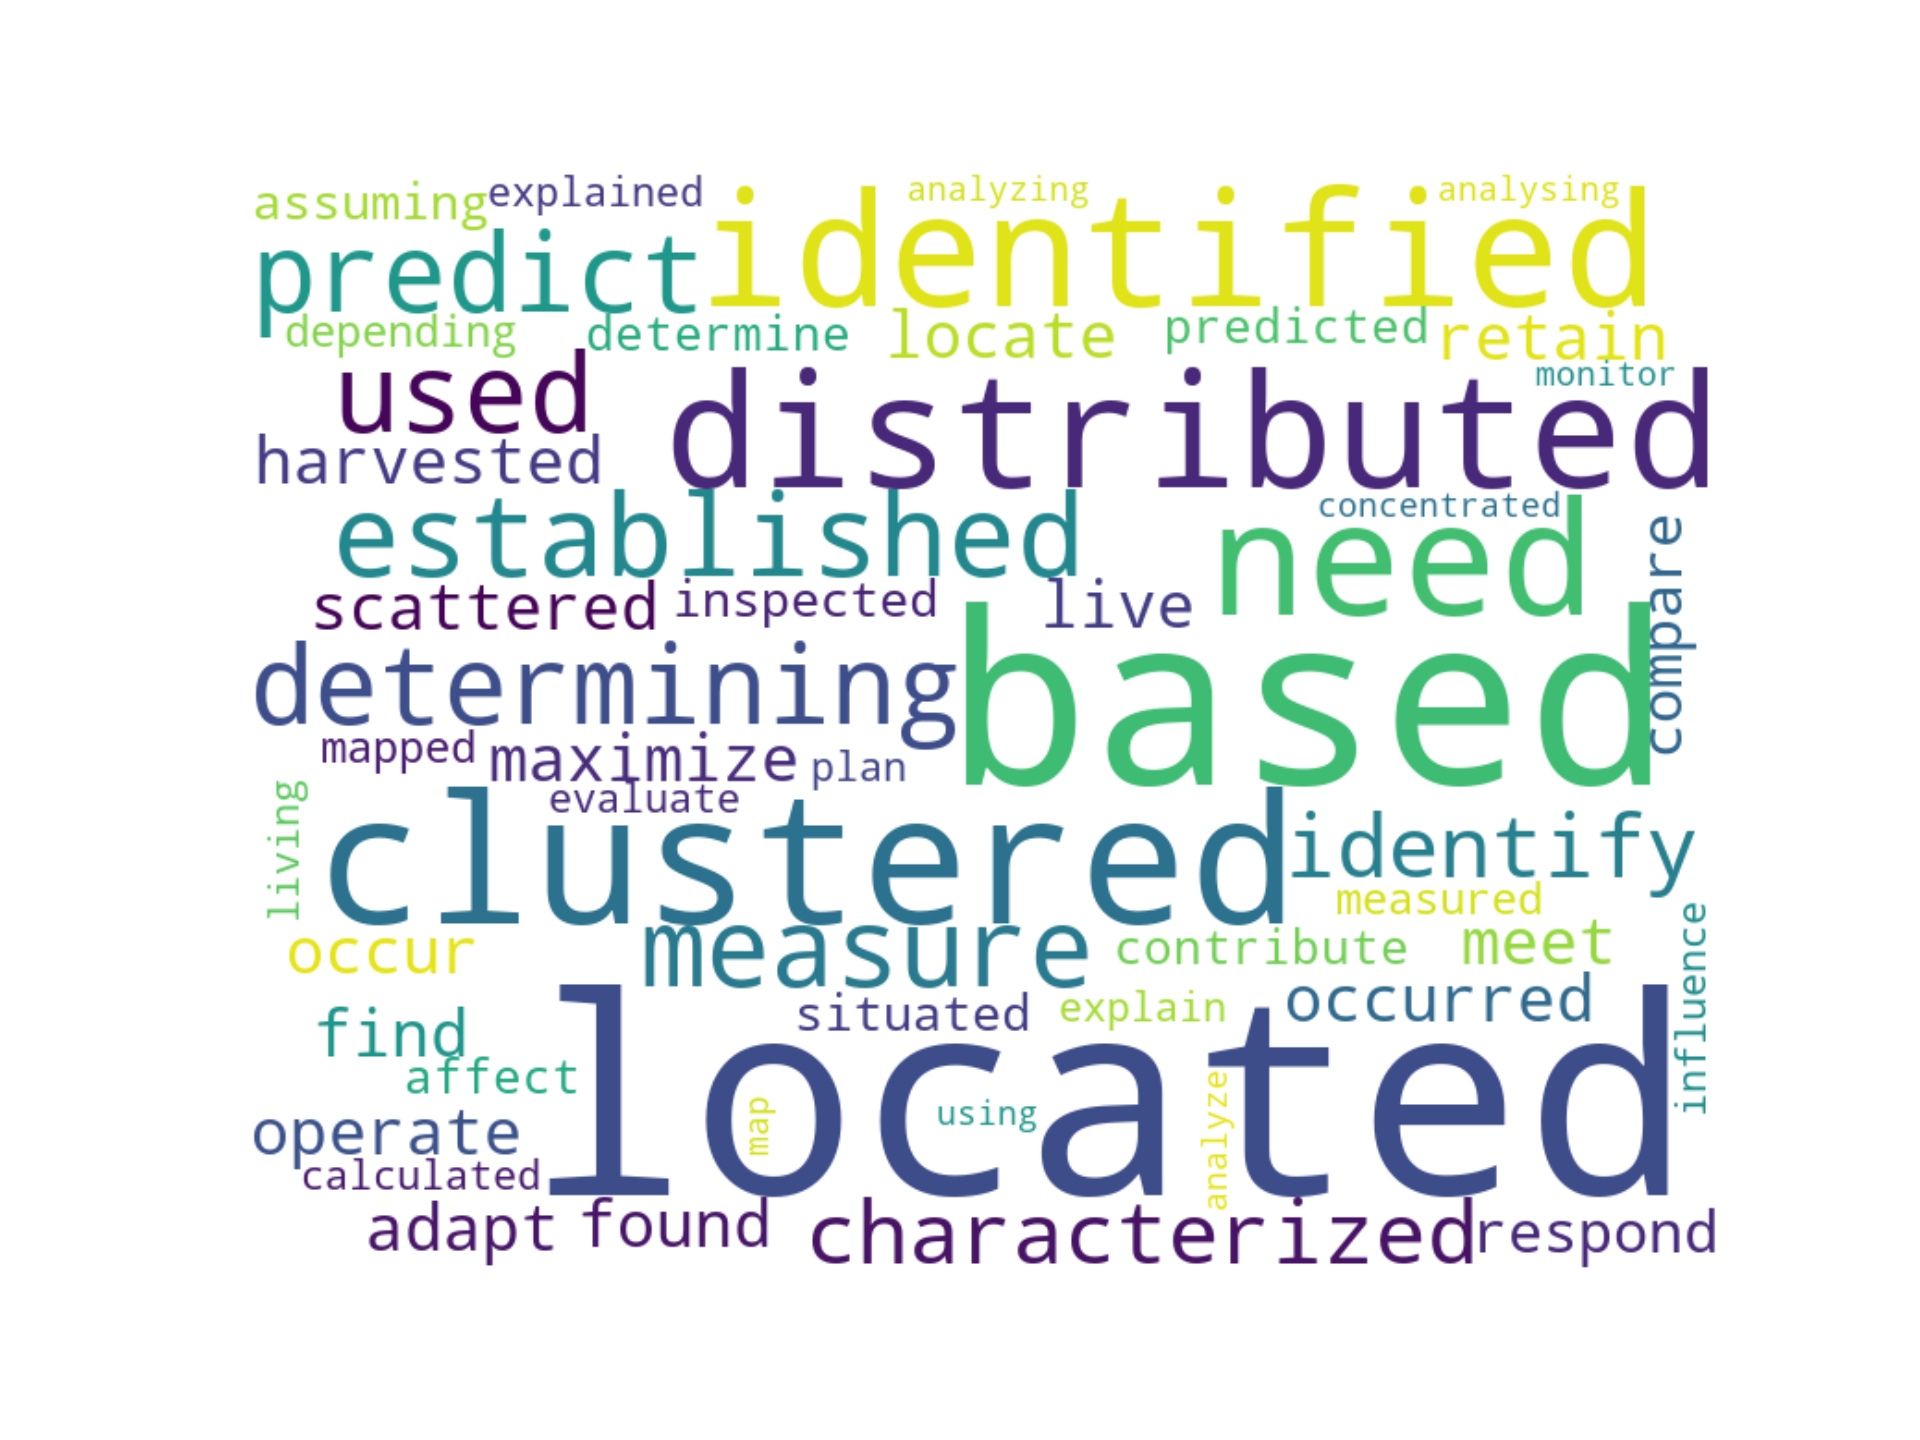 assuming explained analyzing analysing
predict identified
depending determine locate predicted retain
used distributed monitor
harvested
established need concentrated
compare
scattered inspected live
determining based
mapped maximize plan
evaluate
living
clustered identify
measured
occur measure contribute meet
influence
find situated explain occurred
affect located
map using analyze
operate
calculated
adapt found characterized respond